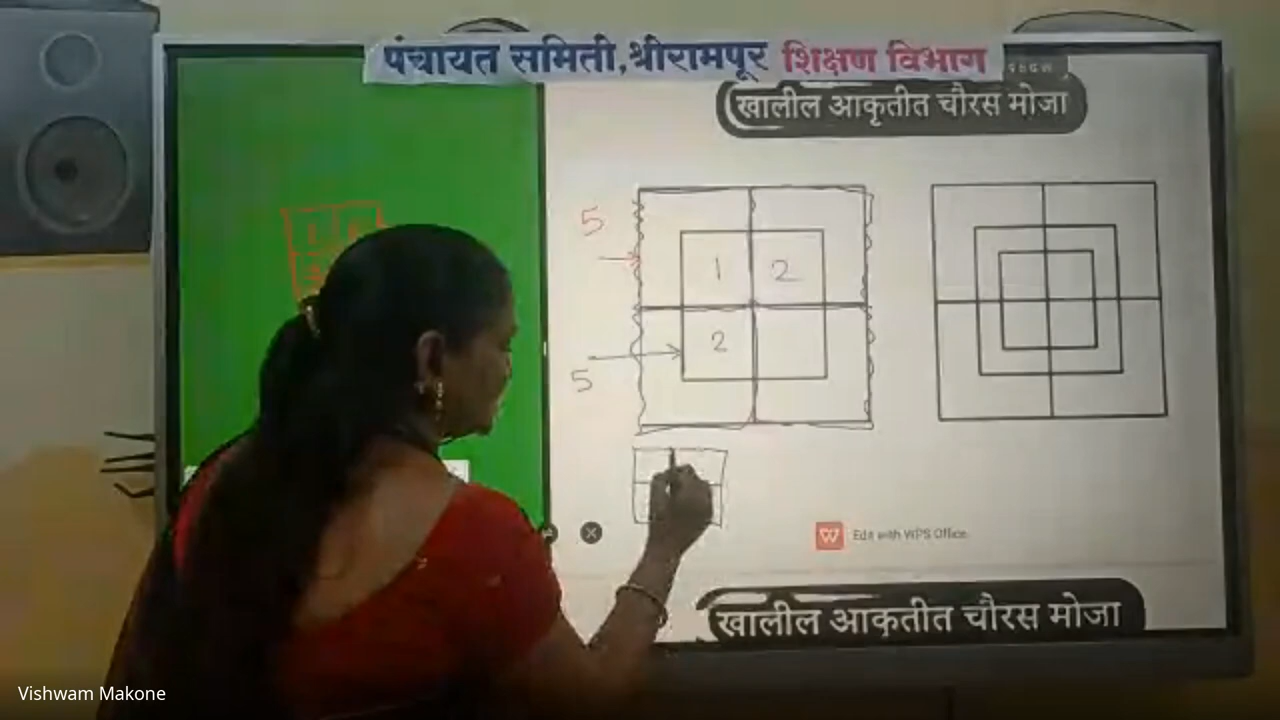 पंचायत समिती,श्रीरामपूर शिक्षण विभाग
खालील आकृतीत चौरस मोजा
5
1 2
2
5
Edit with WPS Office
खालील आकृतीत चौरस मोजा
Vishwam Makone